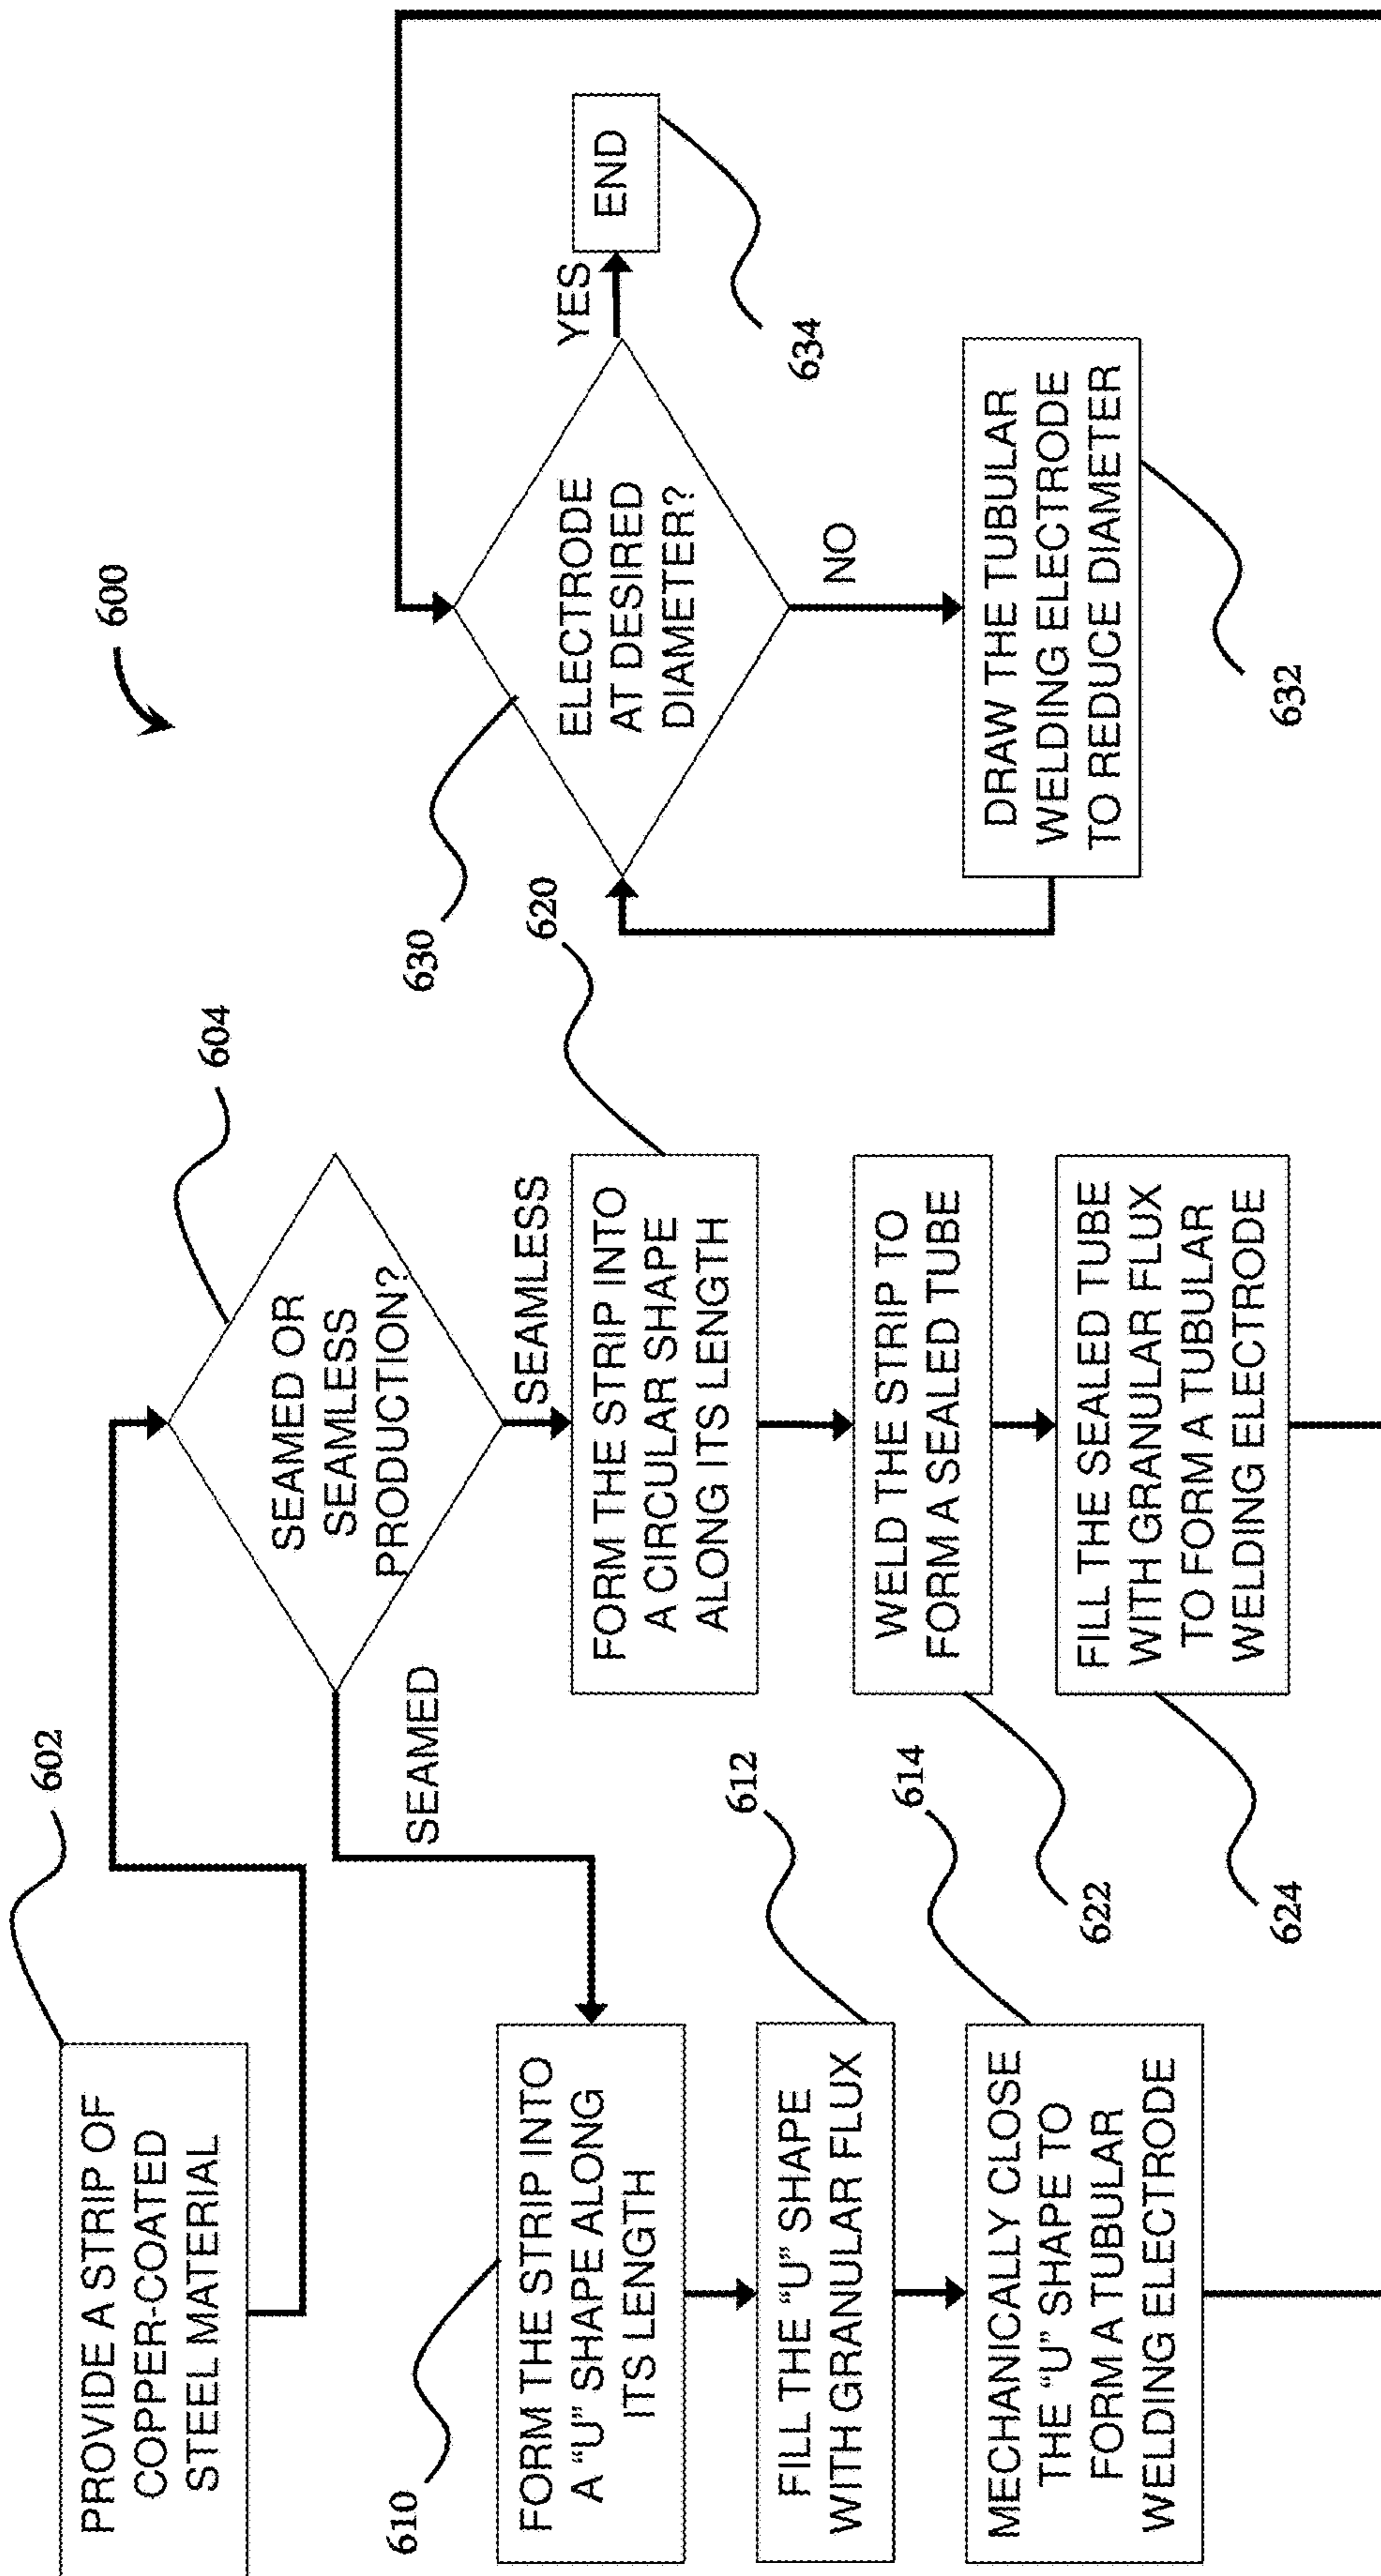 600
602
PROVIDE A STRIP OF
COPPER-COATED
STEEL MATERIAL
604
SEAMED OR
SEAMLESS
PRODUCTION?
SEAMED
SEAMLESS
610
FORM THE STRIP INTO
A "U" SHAPE ALONG
ITS LENGTH
612
FILL THE "U" SHAPE
WITH GRANULAR FLUX
614
MECHANICALLY CLOSE
THE "U" SHAPE TO
FORM A TUBULAR
WELDING ELECTRODE
620
FORM THE STRIP INTO
A CIRCULAR SHAPE
ALONG ITS LENGTH
622
WELD THE STRIP TO
FORM A SEALED TUBE
624
FILL THE SEALED TUBE
WITH GRANULAR FLUX
TO FORM A TUBULAR
WELDING ELECTRODE
630
ELECTRODE
AT DESIRED
DIAMETER?
YES
END
634
NO
DRAW THE TUBULAR
WELDING ELECTRODE
TO REDUCE DIAMETER
632